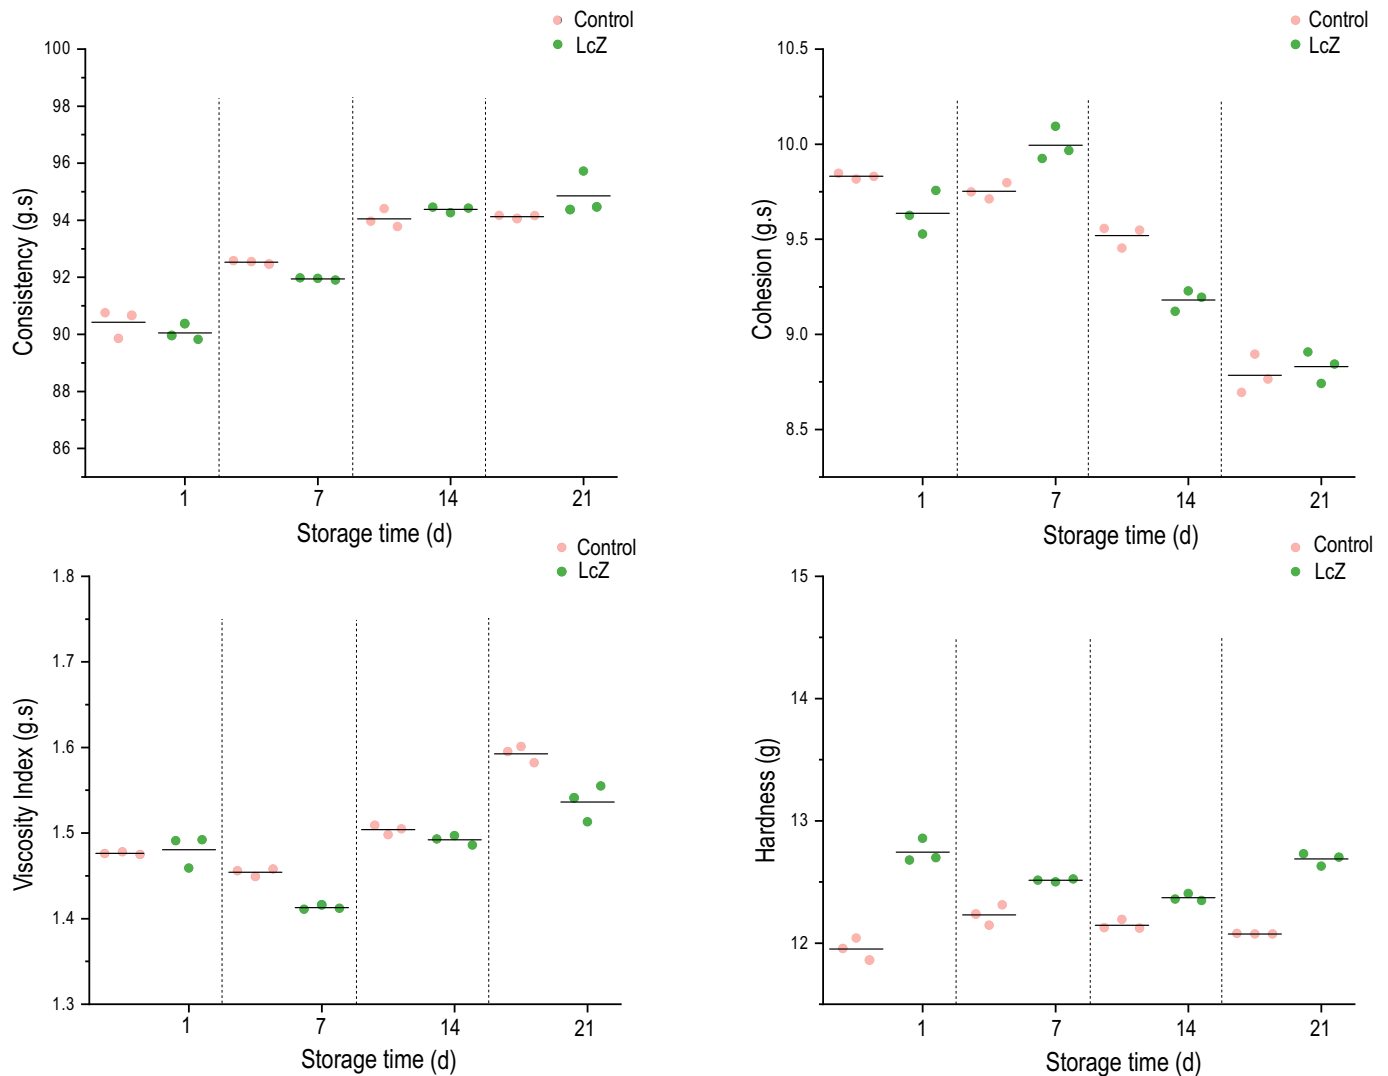 Control
LcZ
100
98
96
94
92
90
88
86
Consistency (g.s)
1
7
14
21
Storage time (d)
Control
LcZ
10.5
10.0
9.5
9.0
8.5
Cohesion (g.s)
1
7
14
21
Storage time (d)
Control
LcZ
1.8
1.7
1.6
1.5
1.4
1.3
Viscosity Index (g.s)
1
7
14
21
Storage time (d)
Control
LcZ
15
14
13
12
Hardness (g)
1
7
14
21
Storage time (d)